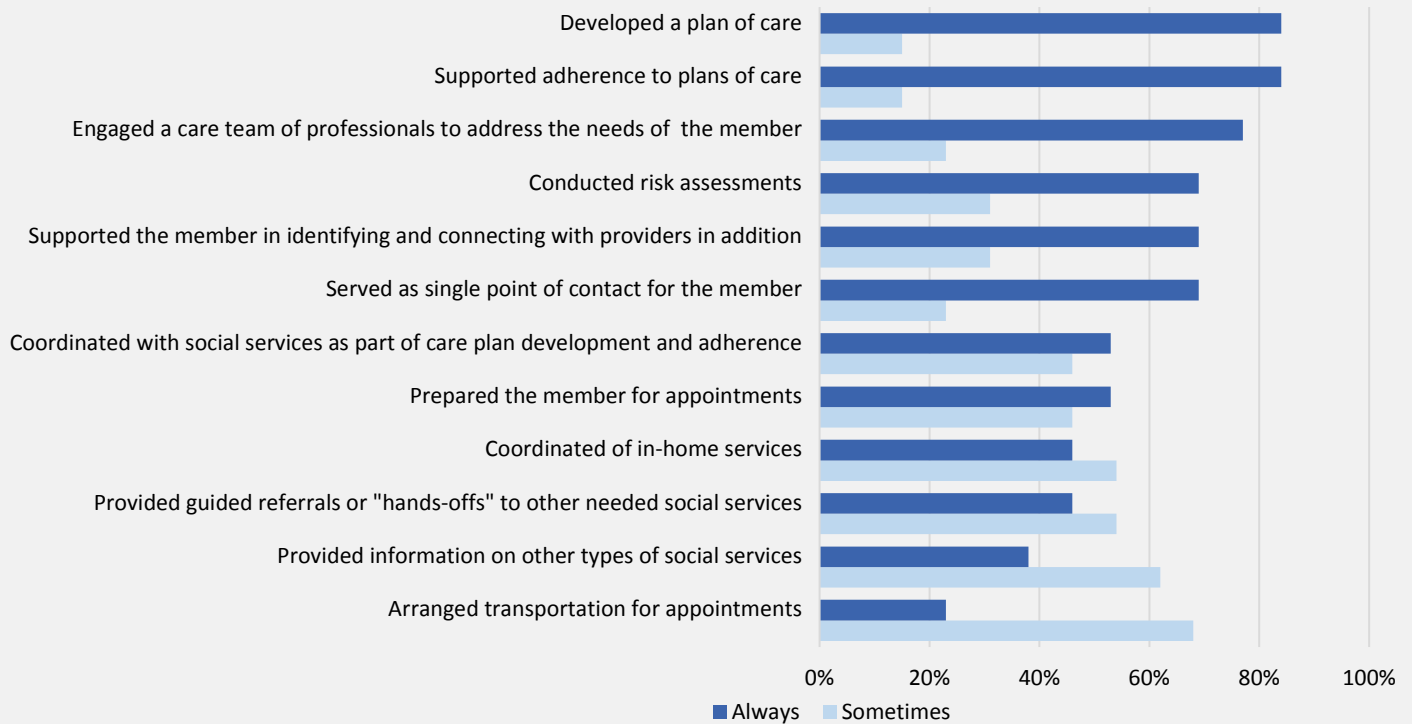 Developed a plan of care
Supported adherence to plans of care
Engaged a care team of professionals to address the needs of  the member
Conducted risk assessments
Supported the member in identifying and connecting with providers in addition
Served as single point of contact for the member
Coordinated with social services as part of care plan development and adherence
Prepared the member for appointments
Coordinated of in-home services
Provided guided referrals or "hands-offs" to other needed social services
Provided information on other types of social services
Arranged transportation for appointments
0% 20% 40% 60% 80% 100%
Always Sometimes